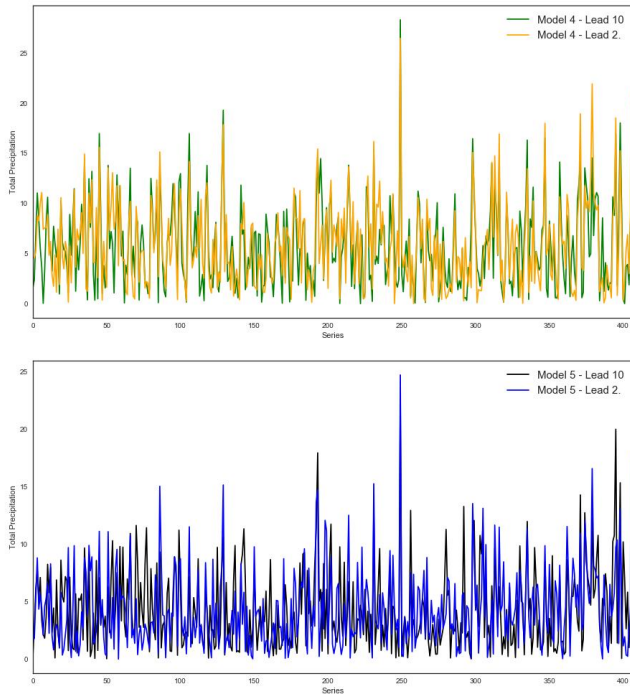 Model 4 - Lead 10
Model 4 - Lead 2.
Total Precipitation
25
20
15
10
5
0
0 50 100 150 200 250 300 350 400
Series
Model 5 - Lead 10
Model 5 - Lead 2.
Total Precipitation
25
20
15
10
5
0
0 50 100 150 200 250 300 350 400
Series